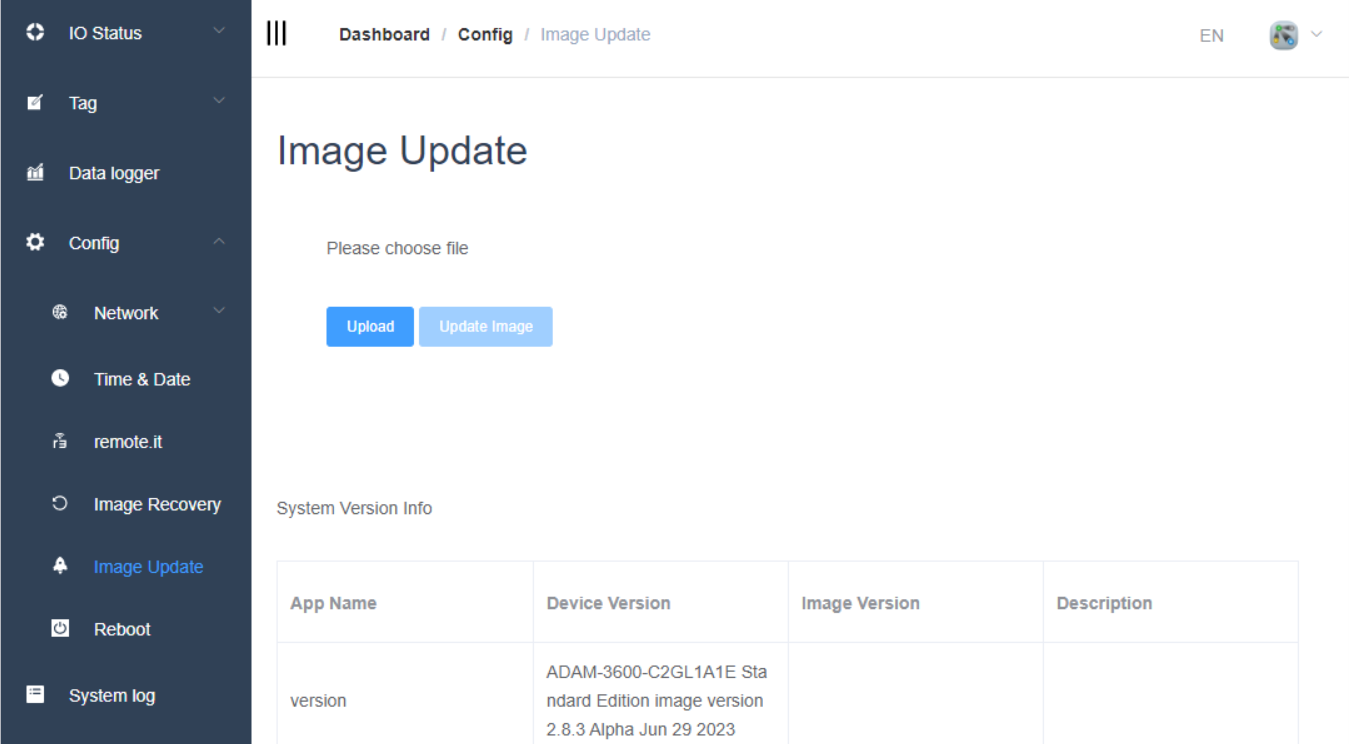 IO Status
Tag
Data logger
Config
Network
Time & Date
remote.it
Image Recovery
Image Update
Reboot
System log
Dashboard / Config / Image Update
EN
Image Update
Please choose file
Upload
Update Image
System Version Info
App Name
Device Version
Image Version
Description
version
ADAM-3600-C2GL1A1E Sta
ndard Edition image version
2.8.3 Alpha Jun 29 2023